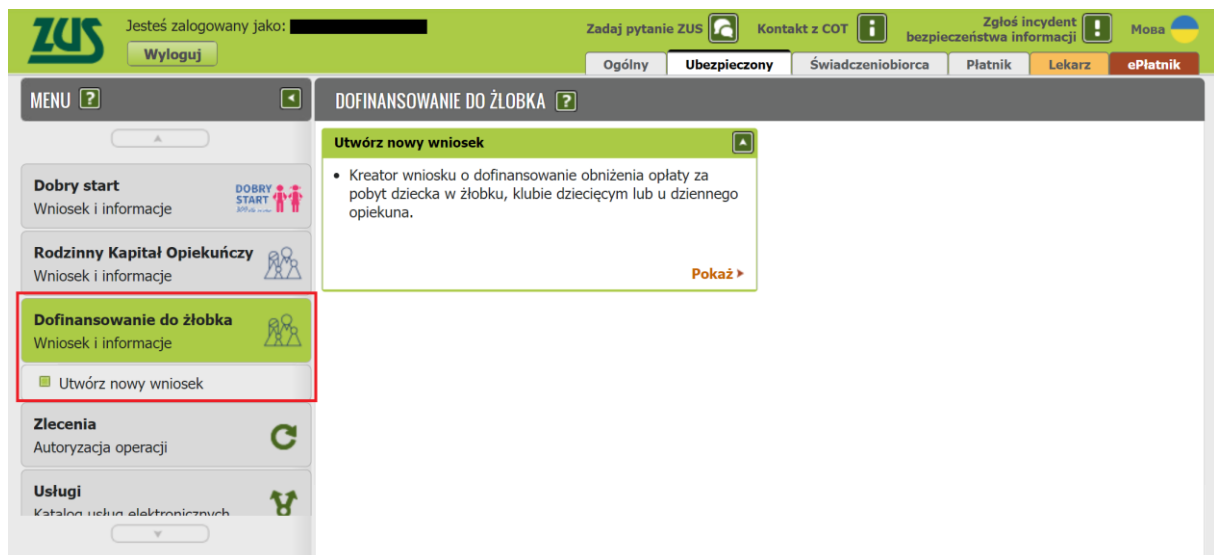 ZUS
Jesteś zalogowany jako:
Wyloguj
Zadaj pytanie ZUS
Kontakt z COT
Zgłoś incydent
bezpieczeństwa informacji
Мова
Ogólny
Ubezpieczony
Świadczeniobiorca
Płatnik
Lekarz
ePłatnik
MENU ?
DOFINANSOWANIE DO ŻŁOBKA ?
Utwórz nowy wniosek
• Kreator wniosku o dofinansowanie obniżenia opłaty za
pobyt dziecka w żłobku, klubie dziecięcym lub u dziennego
opiekuna.
Pokaż
Dobry start
Wniosek i informacje
DOBRY
START
Rodzinny Kapitał Opiekuńczy
Wniosek i informacje
Dofinansowanie do żłobka
Wniosek i informacje
Utwórz nowy wniosek
Zlecenia
Autoryzacja operacji
Usługi
Katalog usług elektronicznych